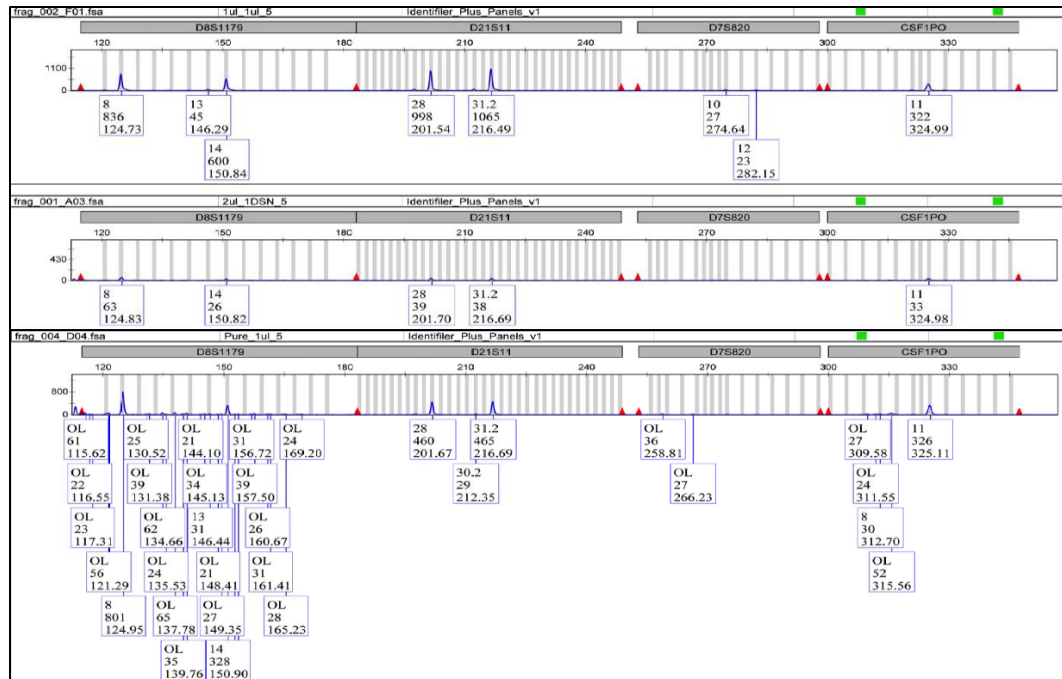 frag_002_F01.fsa 1ul_1ul_5 Identifiler_Plus_Panels_v1
D8S1179 D21S11 D7S820 CSF1PO
120 150 180 210 240 270 300 330
1100
0
8 13 28 31.2 10 11
836 45 998 1065 27 322
124.73 146.29 201.54 216.49 274.64 324.99
14 12
600 23
150.84 282.15
frag_001_A03.fsa 2ul_1DSN_5 Identifiler_Plus_Panels_v1
D8S1179 D21S11 D7S820 CSF1PO
120 150 180 210 240 270 300 330
430
0
8 14 28 31.2 11
63 26 39 38 33
124.83 150.82 201.70 216.69 324.98
frag_004_D04.fsa Pure_1ul_5 Identifiler_Plus_Panels_v1
D8S1179 D21S11 D7S820 CSF1PO
120 150 180 210 240 270 300 330
800
0
OL OL OL OL OL 28 31.2 OL OL 11
61 25 21 31 24 460 465 36 27 326
115.62 130.52 144.10 156.72 169.20 201.67 216.69 258.81 309.58 325.11
OL OL OL OL 30.2 OL OL
22 39 34 39 29 27 24
116.55 131.38 145.13 157.50 212.35 266.23 311.55
OL OL 13 OL 8
23 62 31 26 30
117.31 134.66 146.44 160.67 312.70
OL OL OL OL OL
56 24 21 31 52
121.29 135.53 148.41 161.41 315.56
8 OL OL OL
801 65 27 28
124.95 137.78 149.35 165.23
OL 14
35 328
139.76 150.90